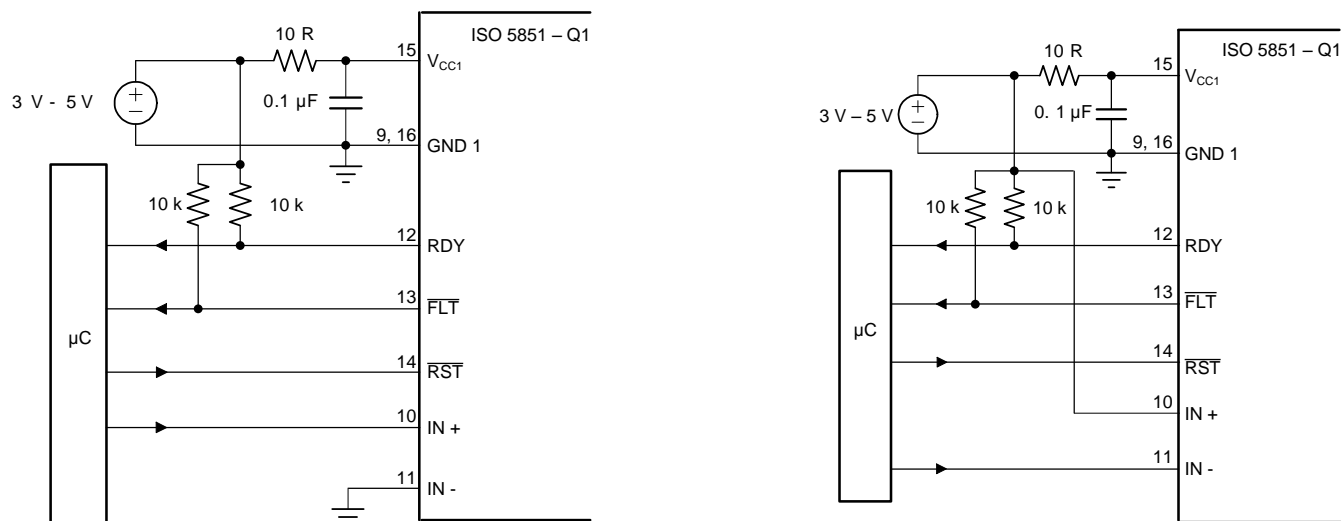 ISO 5851 – Q1
10 R
15
VCC1
3 V - 5 V
0.1 µF
9, 16
GND 1
10 k
10 k
12
RDY
13
FLT
µC
14
RST
10
IN +
11
IN -
ISO 5851 – Q1
10 R
15
VCC1
3 V – 5 V
0. 1 µF
9, 16
GND 1
10 k
10 k
12
RDY
13
FLT
µC
14
RST
10
IN +
11
IN -